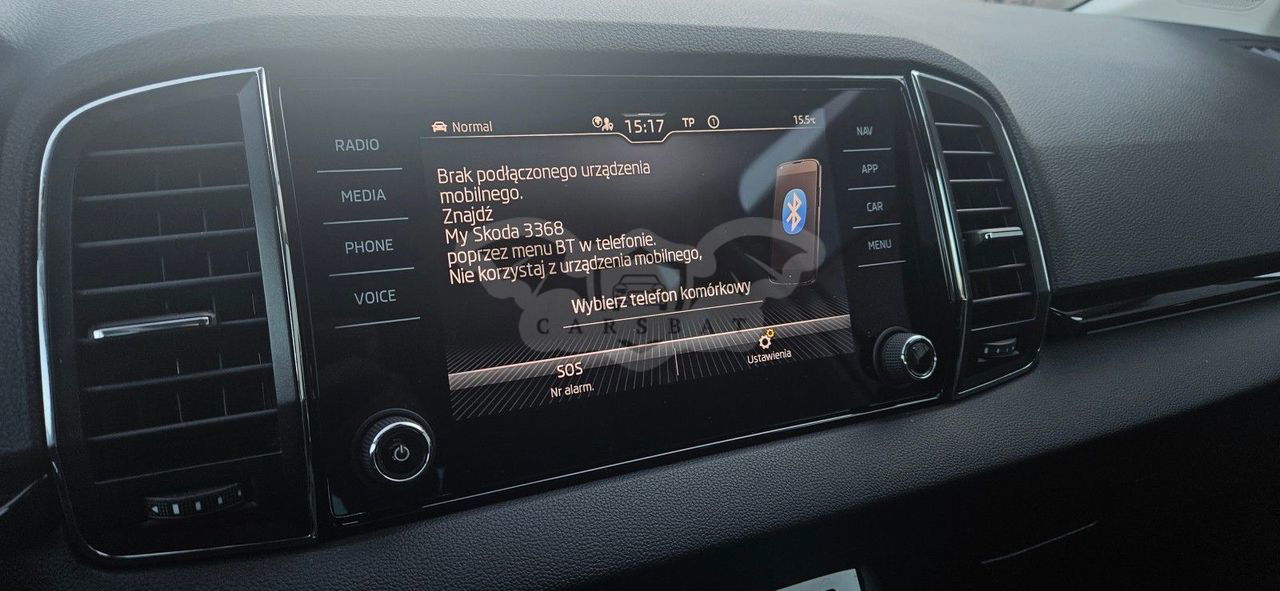 RADIO
MEDIA
PHONE
VOICE
Normal
15:17
TP
1
15.5°C
Brak podłączonego urządzenia
mobilnego.
Znajdź
My Skoda 3368
poprzez menu BT w telefonie.
Nie korzystaj z urządzenia mobilnego,
Wybierz telefon komórkowy
CARSBAT
SOS
Nr alarm.
Ustawienia
NAV
APP
CAR
MENU